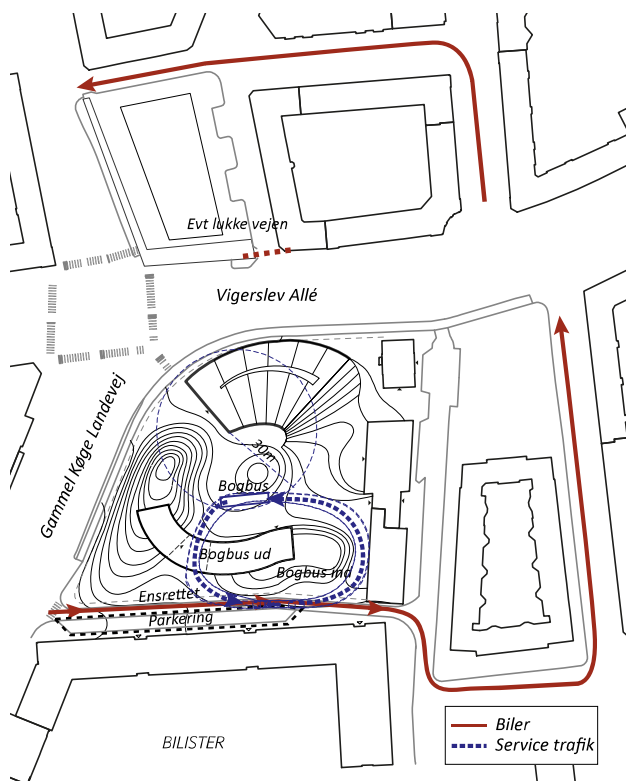 Evt lukke vejen
Vigerslev Allé
Gammel Køge Landevej
30m
Bogbus
Bogbus ud
Bogbus ind
Ensrettet
Parkering
BILISTER
Biler
Service trafik